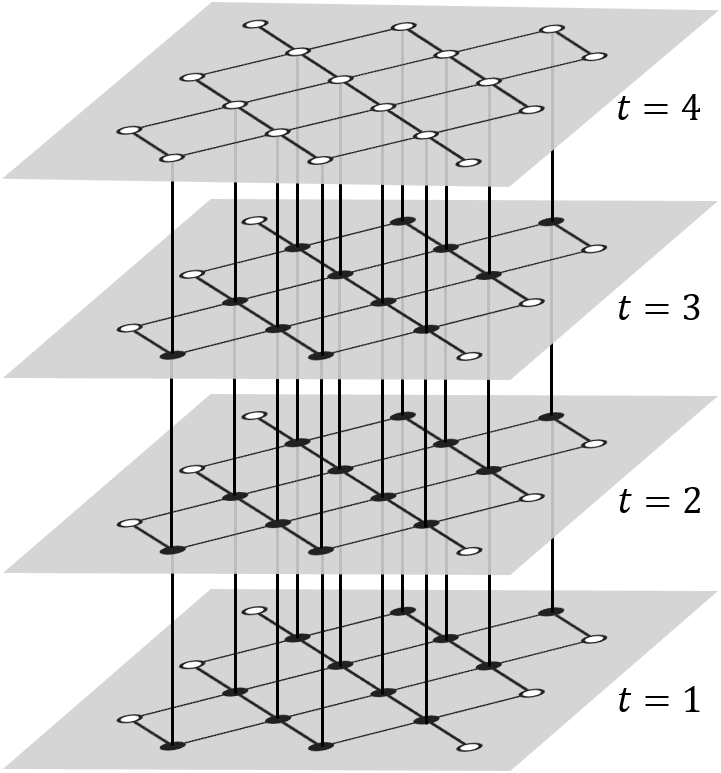 t = 4
t = 3
t = 2
t = 1